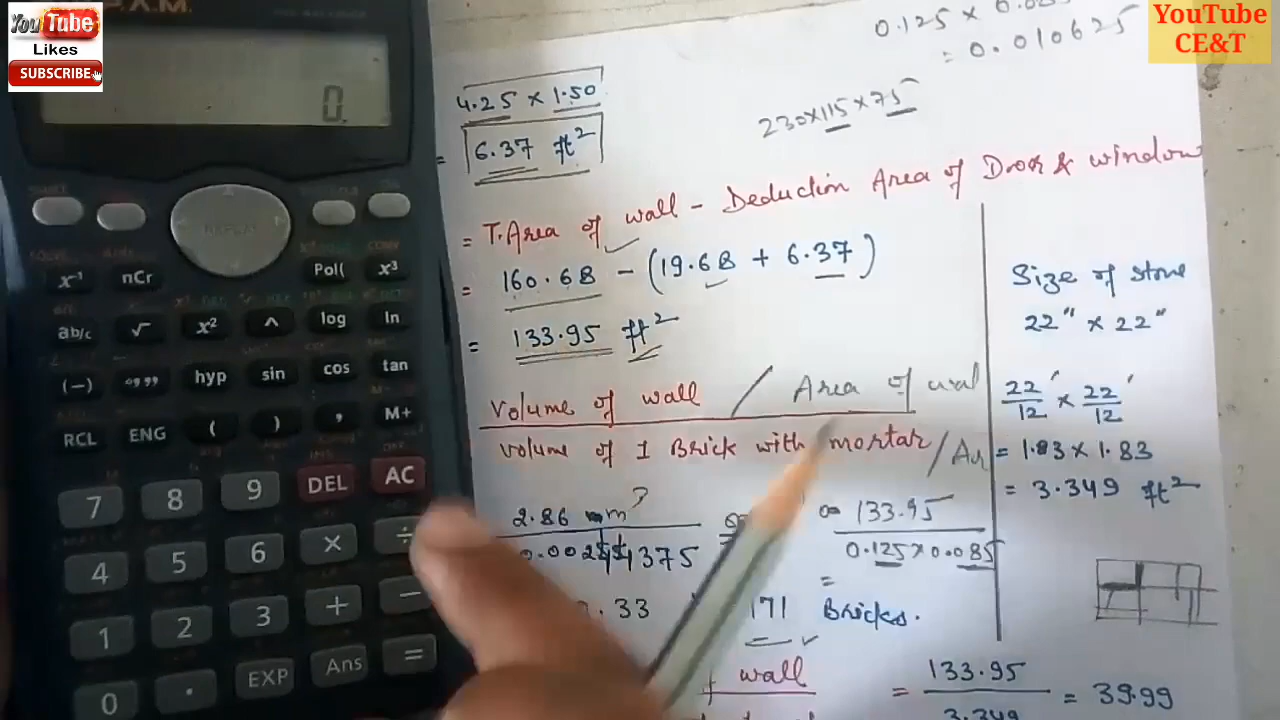 YouTube
Likes
SUBSCRIBE
YouTube
CE&T
0.
REPLAY
x⁻¹ nCr Pol( x³
ab/c √ x² ^ log ln
(−) °,,, hyp sin cos tan
RCL ENG ( ) , M+
7 8 9 DEL AC
4 5 6 × ÷
1 2 3 + −
0 . EXP Ans =
0.125 ×
= 0.010625
4.25 × 1.50
= 6.37 ft²
230×115×75
= T.Area of wall - Deduction Area of Door & window
= 160.68 - (19.68 + 6.37)
= 133.95 ft²
Volume of wall / Area of wal
Volume of 1 Brick with mortar / Ar
2.86 m³
133.95
0.125×0.085
=
.33
171 Bricks.
wall
= 133.95 = 39.99
3.349
Size of stone
22" × 22"
22' × 22'
12 12
= 1.83 × 1.83
= 3.349 ft²